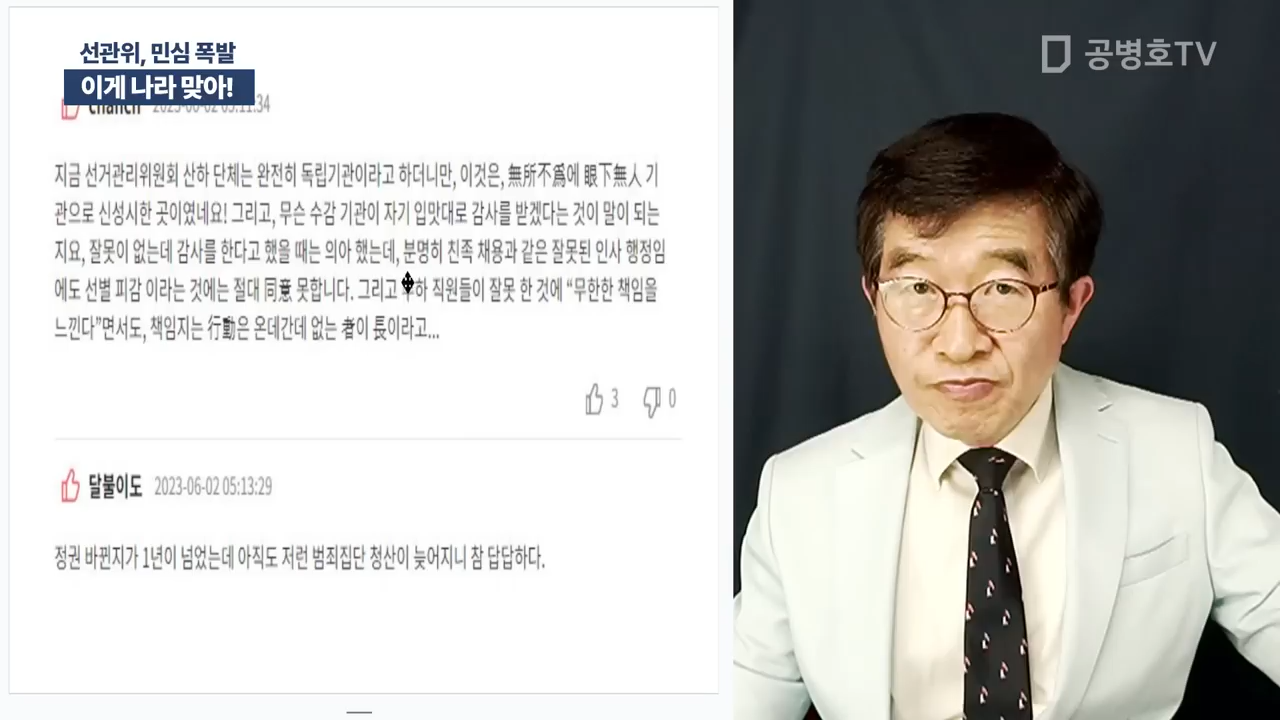 선관위, 민심 폭발
이게 나라 맞아!
공병호TV
지금 선거관리위원회 산하 단체는 완전히 독립기관이라고 하더니만, 이것은, 無所不爲에 眼下無人 기
관으로 신성시한 곳이였네요! 그리고, 무슨 수감 기관이 자기 입맛대로 감사를 받겠다는 것이 말이 되는
지요, 잘못이 없는데 감사를 한다고 했을 때는 의아 했는데, 분명히 친족 채용과 같은 잘못된 인사 행정임
에도 선별 피감 이라는 것에는 절대 同意 못합니다. 그리고 하 직원들이 잘못 한 것에 “무한한 책임을
느낀다”면서도, 책임지는 行動은 온데간데 없는 者이 長이라고...
3 0
달불이도 2023-06-02 05:13:29
정권 바뀐지가 1년이 넘었는데 아직도 저런 범죄집단 청산이 늦어지니 참 답답하다.